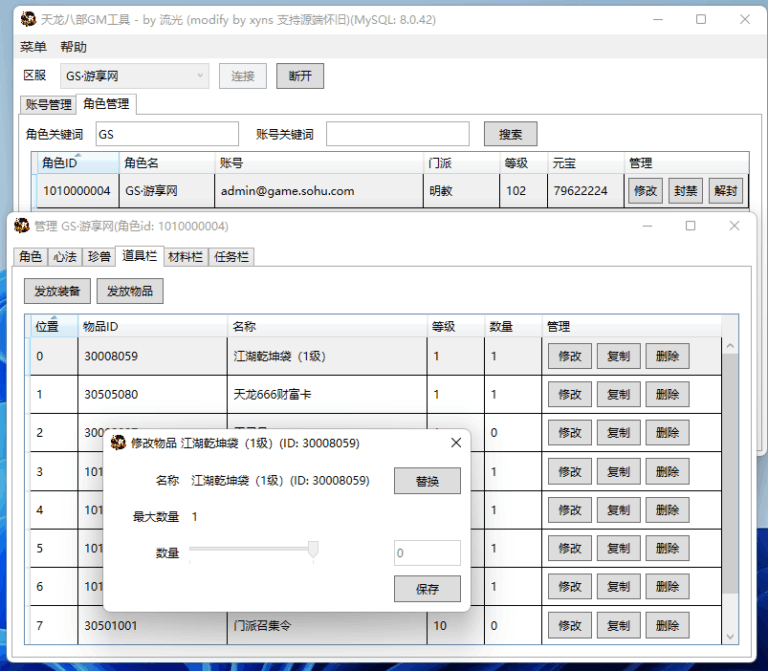 天龙八部GM工具 - by 流光 (modify by xyns 支持源端怀旧)(MySQL: 8.0.42)
菜单 帮助
区服 GS·游享网 连接 断开
账号管理 角色管理
角色关键词 GS 账号关键词 搜索
角色ID 角色名 账号 门派 等级 元宝 管理
1010000004 GS·游享网 admin@game.sohu.com 明教 102 79622224 修改 封禁 解封
管理 GS·游享网(角色id: 1010000004)
角色 心法 珍兽 道具栏 材料栏 任务栏
发放装备 发放物品
位置 物品ID 名称 等级 数量 管理
0 30008059 江湖乾坤袋（1级） 1 1 修改 复制 删除
1 30505080 天龙666财富卡 1 1 修改 复制 删除
2 0 修改 复制 删除
修改物品 江湖乾坤袋（1级）(ID: 30008059)
3 1 修改 复制 删除
名称 江湖乾坤袋（1级）(ID: 30008059) 替换
4 1 修改 复制 删除
最大数量 1
5 1 修改 复制 删除
数量 0
6 1 修改 复制 删除
保存
7 30501001 门派召集令 10 0 修改 复制 删除